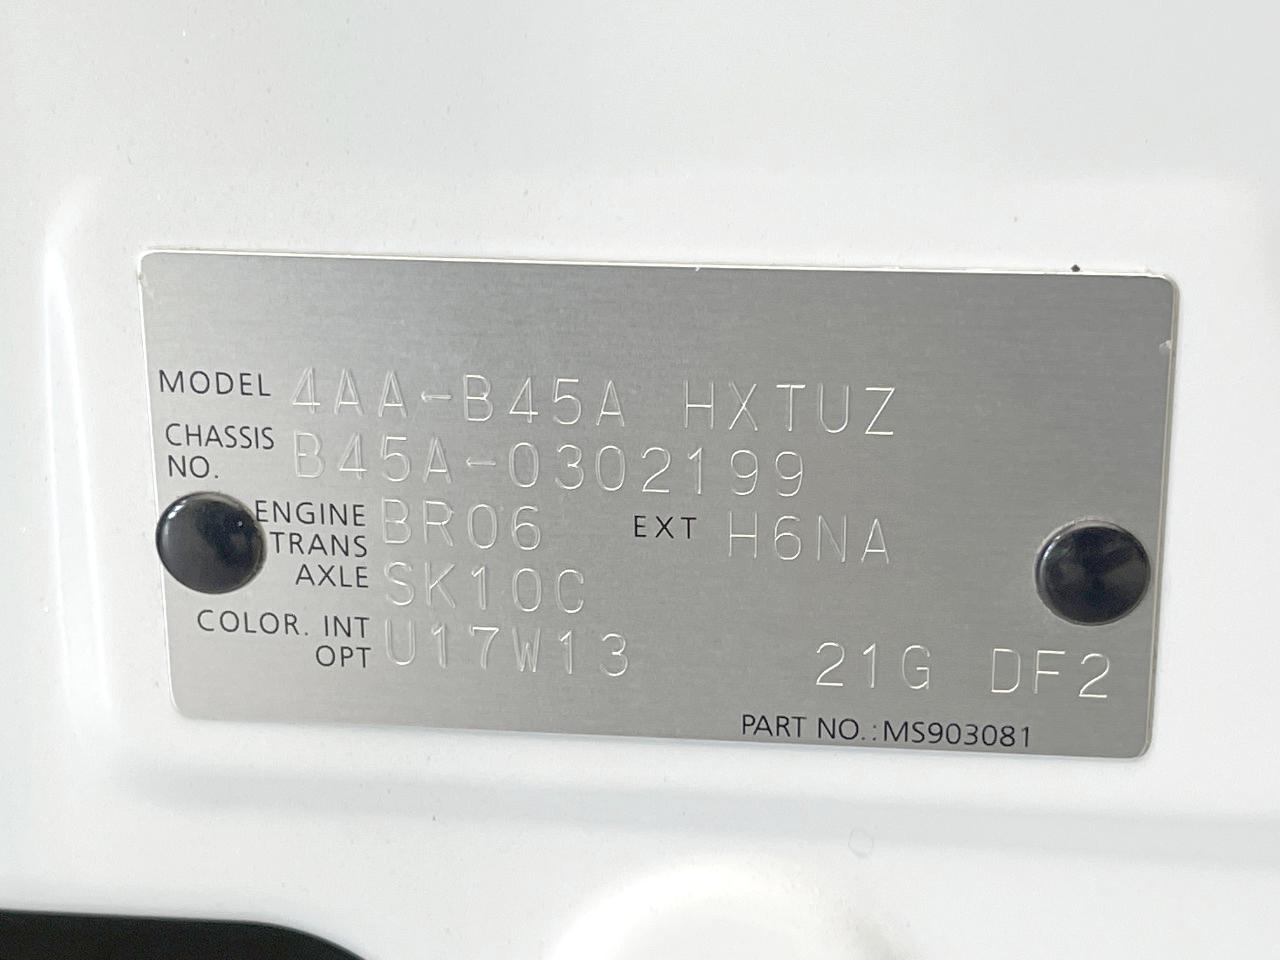 MODEL 4AA-B45A HXTUZ
CHASSIS NO. B45A-0302199
ENGINE BR06 EXT H6NA
TRANS AXLE SK10C
COLOR. INT OPT U17W13 21G DF2
PART NO.:MS903081